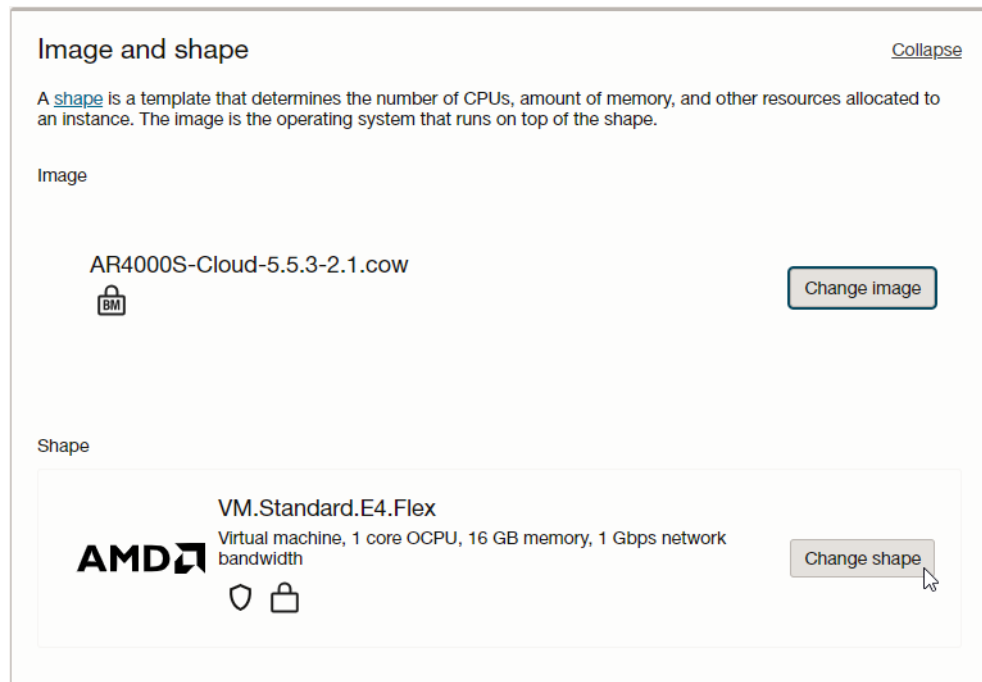 Image and shape
Collapse
A shape is a template that determines the number of CPUs, amount of memory, and other resources allocated to
an instance. The image is the operating system that runs on top of the shape.
Image
AR4000S-Cloud-5.5.3-2.1.cow
BM
Change image
Shape
VM.Standard.E4.Flex
AMD
Virtual machine, 1 core OCPU, 16 GB memory, 1 Gbps network
bandwidth
Change shape